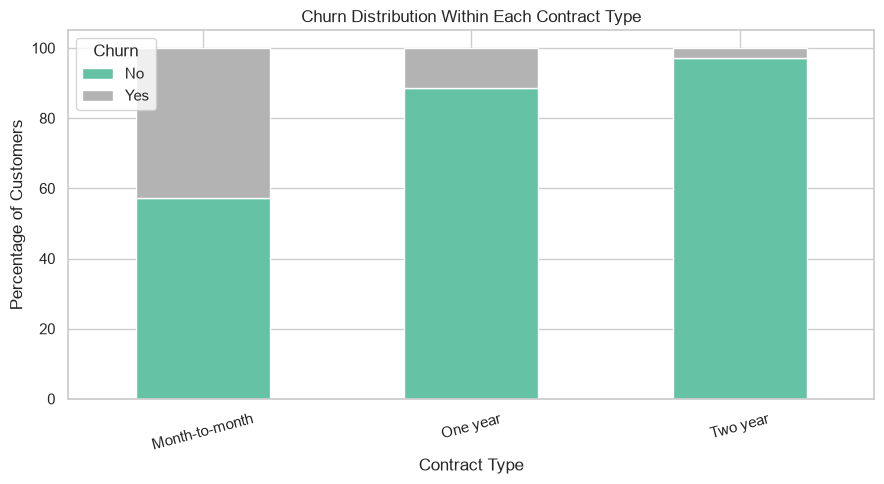 Churn Distribution Within Each Contract Type
Churn
No
Yes
Percentage of Customers
100
80
60
40
20
0
Month-to-month
One year
Two year
Contract Type